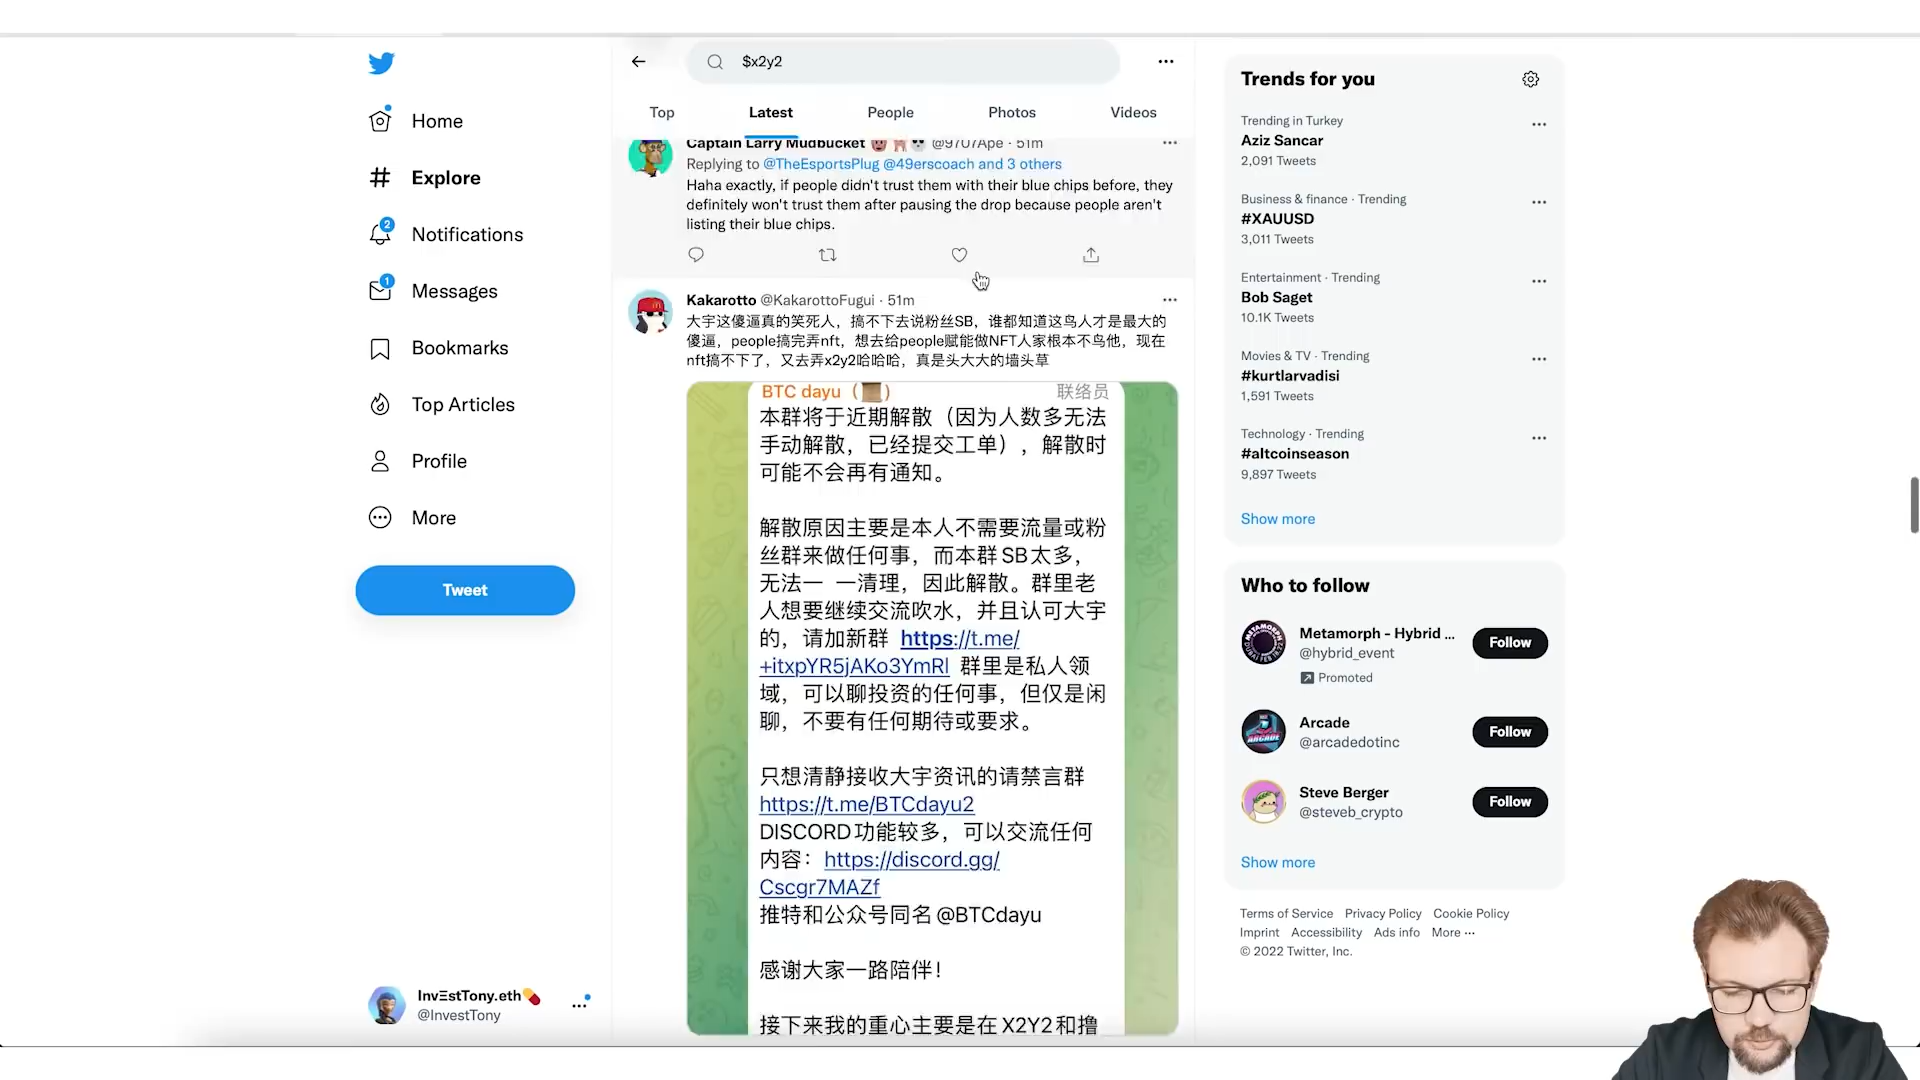 $x2y2
Top
Latest
People
Photos
Videos
Home
Explore
2
Notifications
1
Messages
Bookmarks
Top Articles
Profile
More
Tweet
InvΞstTony.eth
@InvestTony
Captain Larry Mudbucket @9707Ape · 51m
Replying to @TheEsportsPlug @49erscoach and 3 others
Haha exactly, if people didn't trust them with their blue chips before, they
definitely won't trust them after pausing the drop because people aren't
listing their blue chips.
Kakarotto @KakarottoFugui · 51m
大宇这傻逼真的笑死人，搞不下去说粉丝SB，谁都知道这鸟人才是最大的
傻逼，people搞完弄nft，想去给people赋能做NFT人家根本不鸟他，现在
nft搞不下了，又去弄x2y2哈哈哈，真是头大大的墙头草
BTC dayu ( )
联络员
本群将于近期解散（因为人数多无法
手动解散，已经提交工单），解散时
可能不会再有通知。
解散原因主要是本人不需要流量或粉
丝群来做任何事，而本群SB太多，
无法一 一清理，因此解散。群里老
人想要继续交流吹水，并且认可大宇
的，请加新群 https://t.me/
+itxpYR5jAKo3YmRl 群里是私人领
域，可以聊投资的任何事，但仅是闲
聊，不要有任何期待或要求。
只想清静接收大宇资讯的请禁言群
https://t.me/BTCdayu2
DISCORD功能较多，可以交流任何
内容：https://discord.gg/
Cscgr7MAZf
推特和公众号同名@BTCdayu
感谢大家一路陪伴！
接下来我的重心主要是在X2Y2和撸
Trends for you
Trending in Turkey
Aziz Sancar
2,091 Tweets
Business & finance · Trending
#XAUUSD
3,011 Tweets
Entertainment · Trending
Bob Saget
10.1K Tweets
Movies & TV · Trending
#kurtlarvadisi
1,591 Tweets
Technology · Trending
#altcoinseason
9,897 Tweets
Show more
Who to follow
METAMORPH
Metamorph - Hybrid ...
@hybrid_event
Promoted
Follow
ARCADE
Arcade
@arcadedotinc
Follow
Steve Berger
@steveb_crypto
Follow
Show more
Terms of Service Privacy Policy Cookie Policy
Imprint Accessibility Ads info More ···
© 2022 Twitter, Inc.